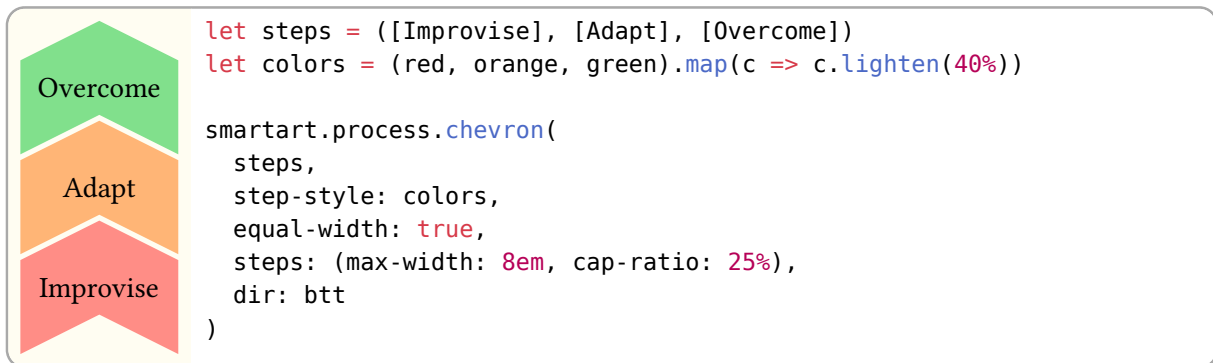 Overcome
Adapt
Improvise
let steps = ([Improvise], [Adapt], [Overcome])
let colors = (red, orange, green).map(c => c.lighten(40%))

smartart.process.chevron(
  steps,
  step-style: colors,
  equal-width: true,
  steps: (max-width: 8em, cap-ratio: 25%),
  dir: btt
)